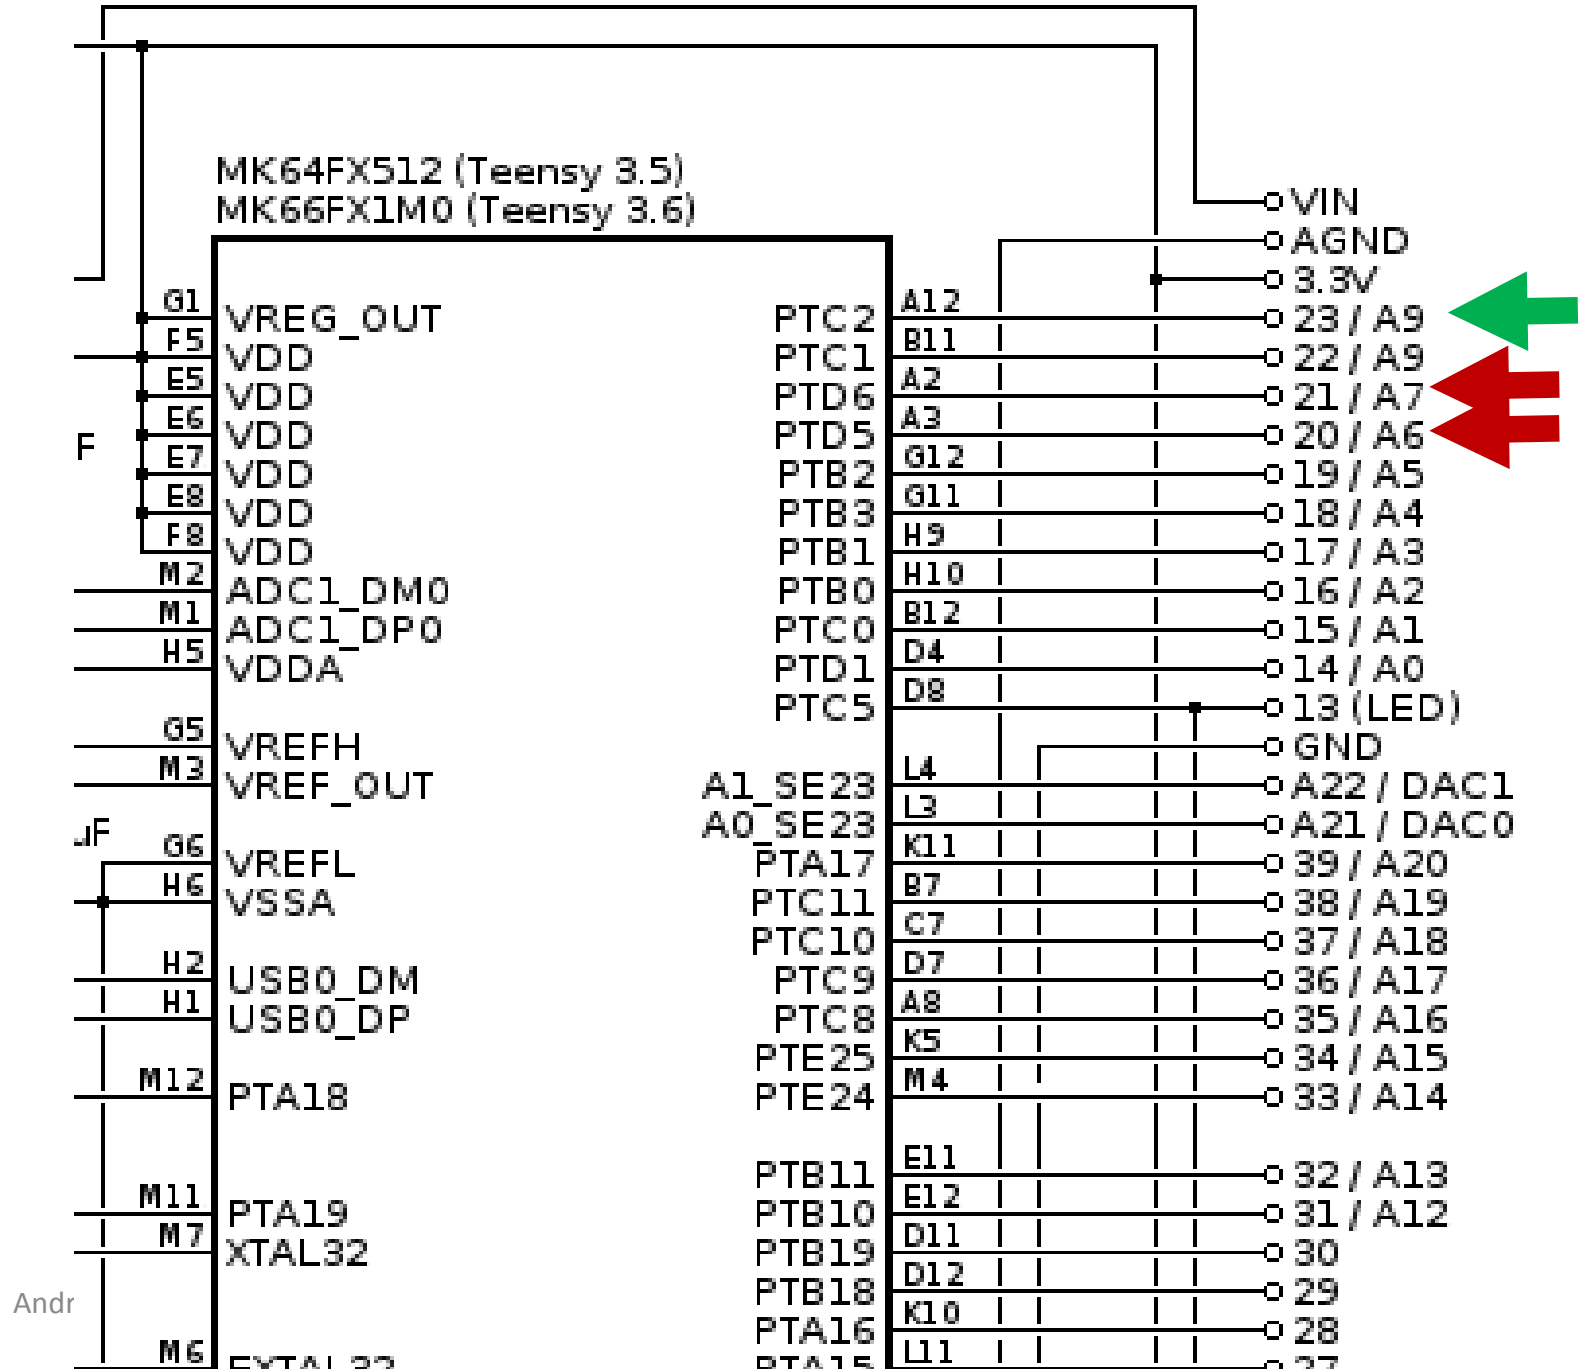 MK64FX512 (Teensy 3.5)
MK66FX1M0 (Teensy 3.6)
VIN
AGND
3.3V
G1 VREG_OUT PTC2 A12 23 / A9
F5 VDD PTC1 B11 22 / A9
E5 VDD PTD6 A2 21 / A7
E6 VDD PTD5 A3 20 / A6
F
E7 VDD PTB2 G12 19 / A5
E8 VDD PTB3 G11 18 / A4
F8 VDD PTB1 H9 17 / A3
M2 ADC1_DM0 PTB0 H10 16 / A2
M1 ADC1_DP0 PTC0 B12 15 / A1
H5 VDDA PTD1 D4 14 / A0
PTC5 D8 13 (LED)
G5 VREFH GND
M3 VREF_OUT A1_SE23 L4 A22 / DAC1
A0_SE23 L3 A21 / DAC0
uF
G6 VREFL PTA17 K11 39 / A20
H6 VSSA PTC11 B7 38 / A19
PTC10 C7 37 / A18
H2 USB0_DM PTC9 D7 36 / A17
H1 USB0_DP PTC8 A8 35 / A16
PTE25 K5 34 / A15
M12 PTA18 PTE24 M4 33 / A14
PTB11 E11 32 / A13
M11 PTA19 PTB10 E12 31 / A12
M7 XTAL32 PTB19 D11 30
PTB18 D12 29
Andr
PTA16 K10 28
M6 EXTAL32 PTA15 L11 27